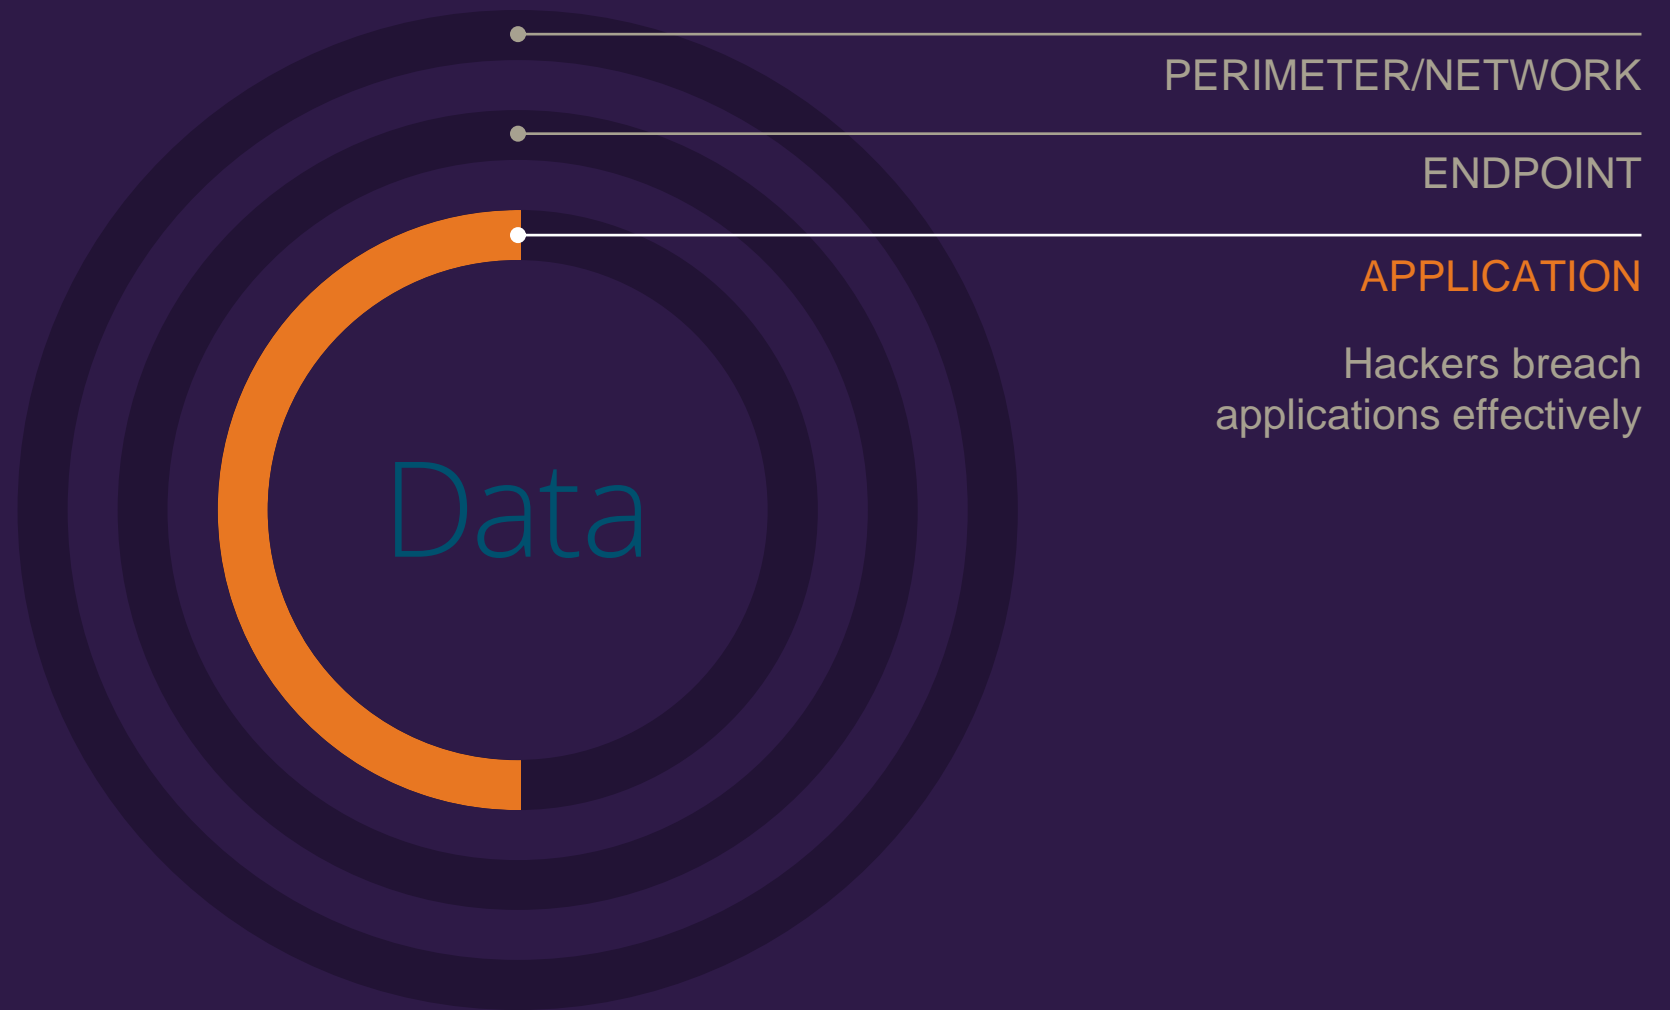 PERIMETER/NETWORK
ENDPOINT
APPLICATION
Hackers breach
applications effectively
Data